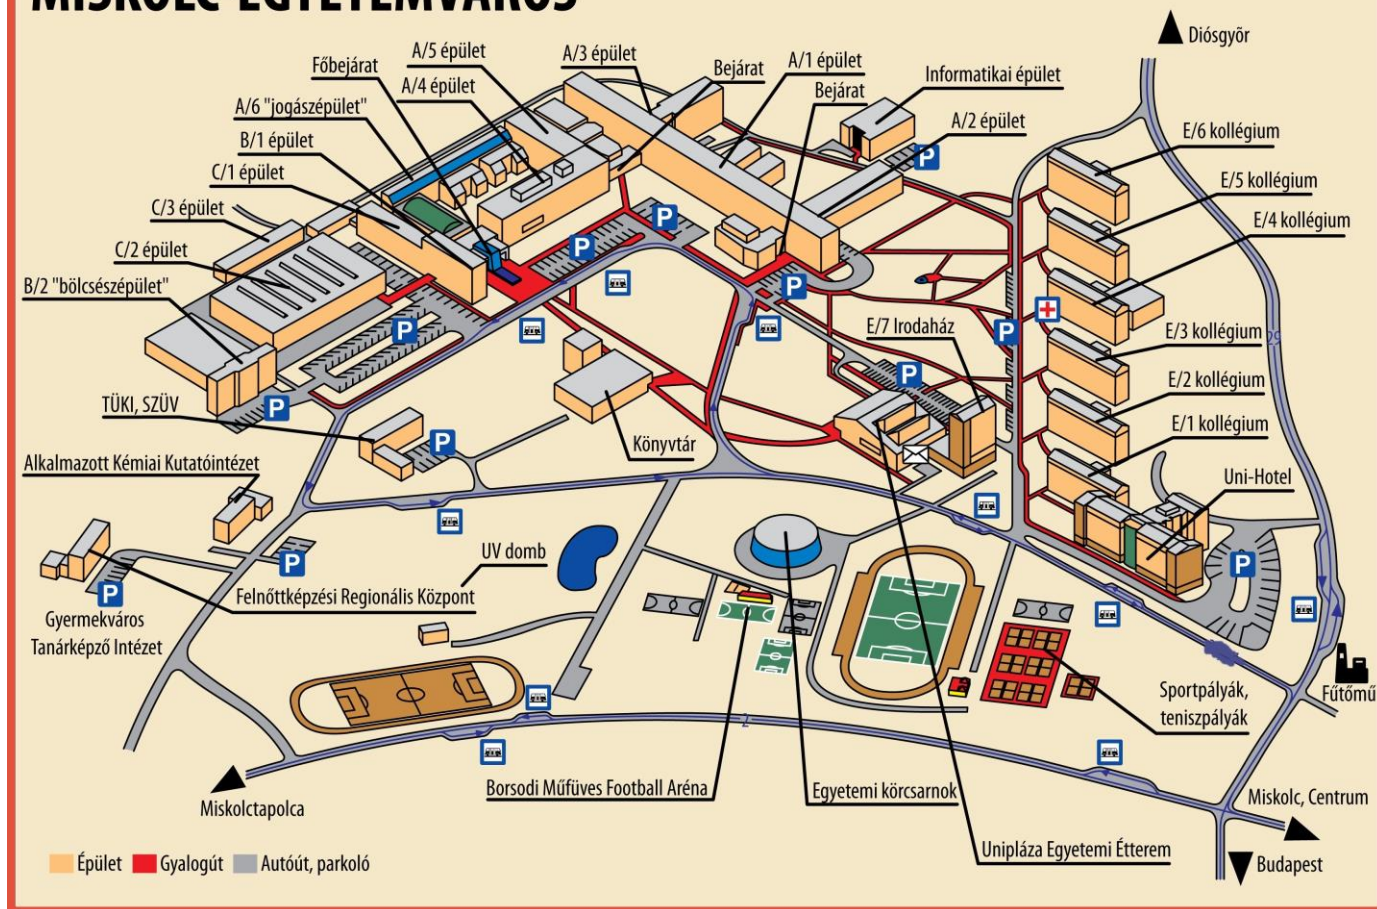 MISKOLC-EGYETEMVÁROS
Diósgyőr
A/5 épület
A/3 épület
A/1 épület
Főbejárat
Bejárat
Informatikai épület
A/4 épület
Bejárat
A/6 "jogászépület"
A/2 épület
E/6 kollégium
B/1 épület
P
C/1 épület
E/5 kollégium
C/3 épület
E/4 kollégium
P
C/2 épület
P
B/2 "bölcsészépület"
P
E/7 Irodaház
P
P
E/3 kollégium
29
P
E/2 kollégium
TÜKI, SZÜV
P
E/1 kollégium
P
Könyvtár
Alkalmazott Kémiai Kutatóintézet
Uni-Hotel
UV domb
P
P
P
Felnőttképzési Regionális Központ
Gyermekváros
Tanárképző Intézet
Sportpályák,
teniszpályák
Fűtőmű
2
Borsodi Műfüves Football Aréna
Egyetemi körcsarnok
Miskolc, Centrum
Miskolctapolca
Unipláza Egyetemi Étterem
Budapest
Épület
Gyalogút
Autóút, parkoló